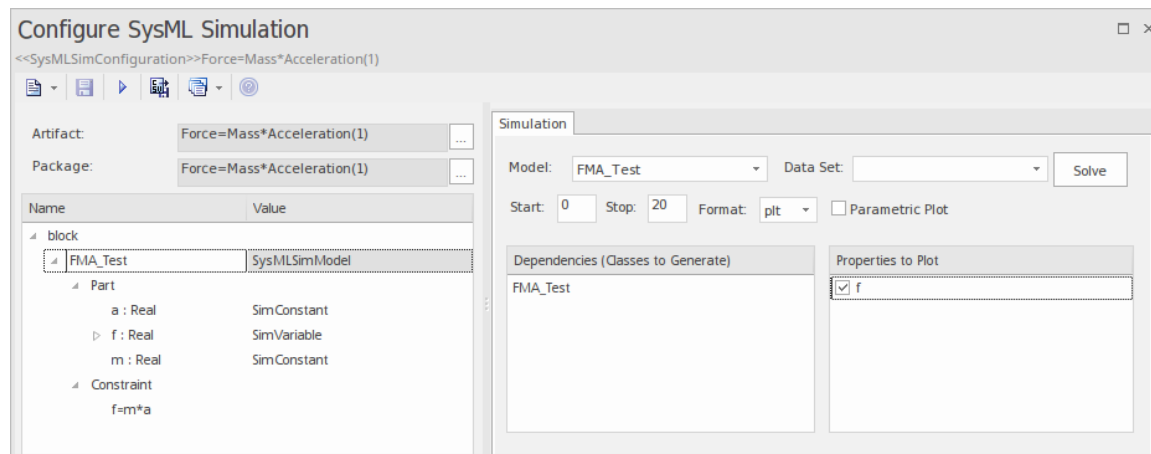 Configure SysML Simulation
<<SysMLSimConfiguration>>Force=Mass*Acceleration(1)
Artifact: Force=Mass*Acceleration(1) ...
Package: Force=Mass*Acceleration(1) ...
Name Value
block
FMA_Test SysMLSimModel
Part
a : Real SimConstant
f : Real SimVariable
m : Real SimConstant
Constraint
f=m*a
Simulation
Model: FMA_Test Data Set: Solve
Start: 0 Stop: 20 Format: plt Parametric Plot
Dependencies (Classes to Generate) Properties to Plot
FMA_Test f